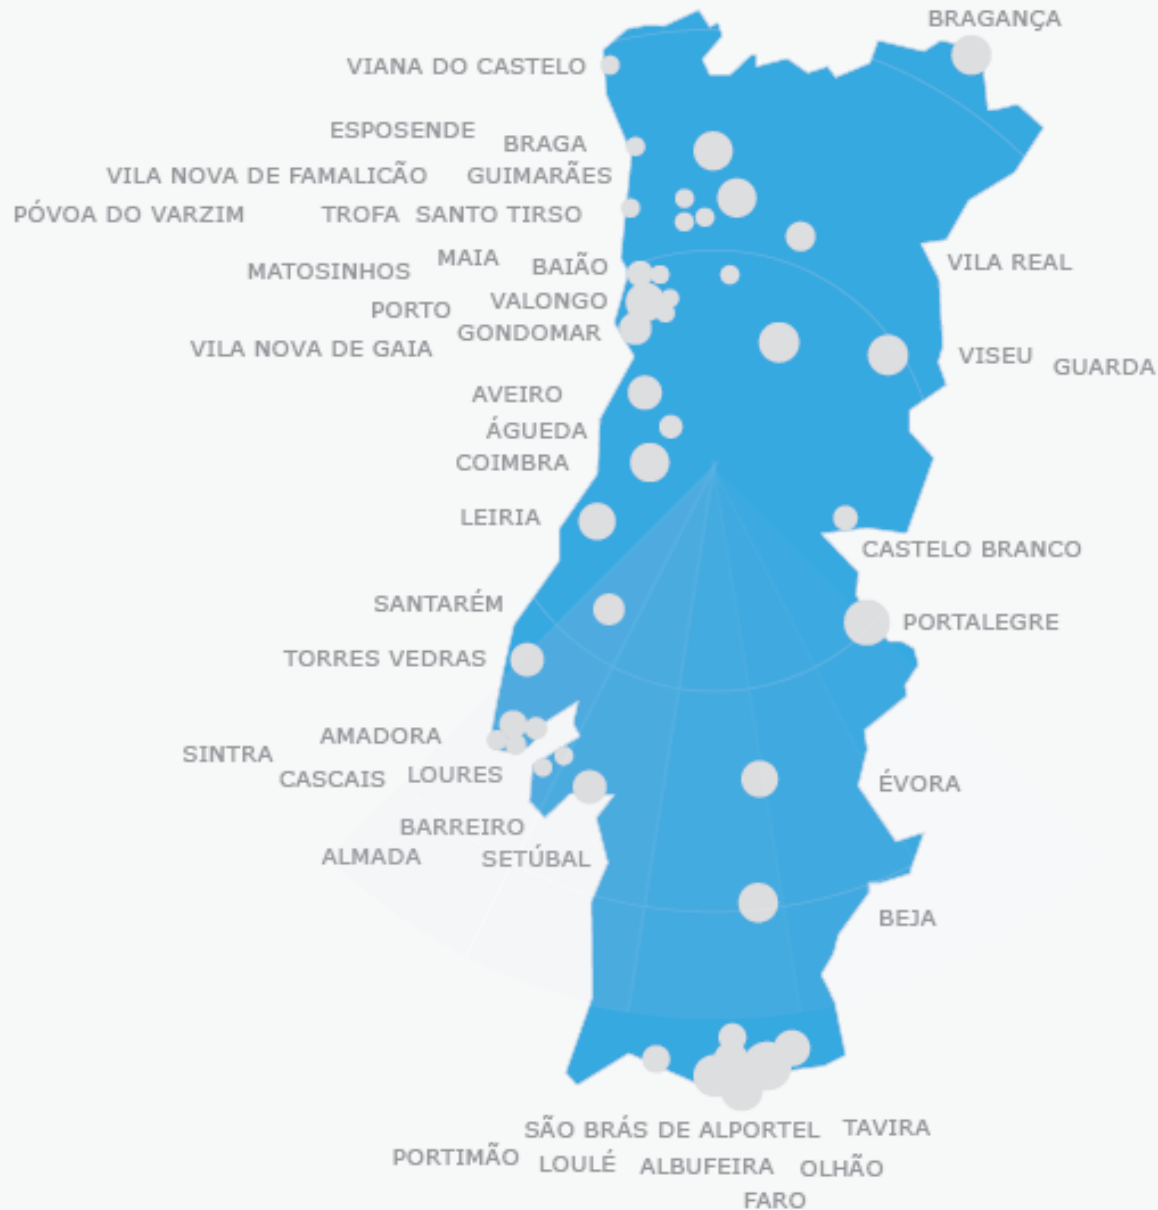 BRAGANÇA
VIANA DO CASTELO
ESPOSENDE
BRAGA
VILA NOVA DE FAMALICÃO
GUIMARÃES
PÓVOA DO VARZIM
TROFA
SANTO TIRSO
MAIA
MATOSINHOS
BAIÃO
VILA REAL
PORTO
VALONGO
GONDOMAR
VILA NOVA DE GAIA
VISEU
GUARDA
AVEIRO
ÁGUEDA
COIMBRA
LEIRIA
CASTELO BRANCO
SANTARÉM
PORTALEGRE
TORRES VEDRAS
AMADORA
SINTRA
CASCAIS
LOURES
ÉVORA
BARREIRO
ALMADA
SETÚBAL
BEJA
SÃO BRÁS DE ALPORTEL
TAVIRA
PORTIMÃO
LOULÉ
ALBUFEIRA
OLHÃO
FARO